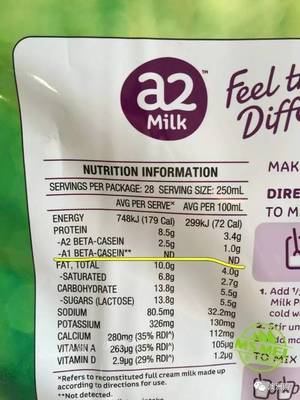 a2™
Milk
Feel th
Diff
NUTRITION INFORMATION
SERVINGS PER PACKAGE: 28 SERVING SIZE: 250mL
AVG PER SERVE* AVG PER 100mL
ENERGY 748kJ (179 Cal) 299kJ (72 Cal)
PROTEIN 8.5g 3.4g
-A2 BETA-CASEIN 2.5g 1.0g
-A1 BETA-CASEIN** ND ND
FAT, TOTAL 10.0g 4.0g
-SATURATED 6.8g 2.7g
CARBOHYDRATE 13.8g 5.5g
-SUGARS (LACTOSE) 13.8g 5.5g
SODIUM 80.5mg 32.2mg
POTASSIUM 326mg 130mg
CALCIUM 280mg (35% RDI^) 112mg
VITAMIN A 263µg (35% RDI^) 105µg
VITAMIN D 2.9µg (29% RDI^) 1.2µg
*Refers to reconstituted full cream milk made up
according to directions for use.
**Not detected.
MAK
DIRE
TO M
1. Add
Milk P
cold wa
2. Stir un
TO MIX